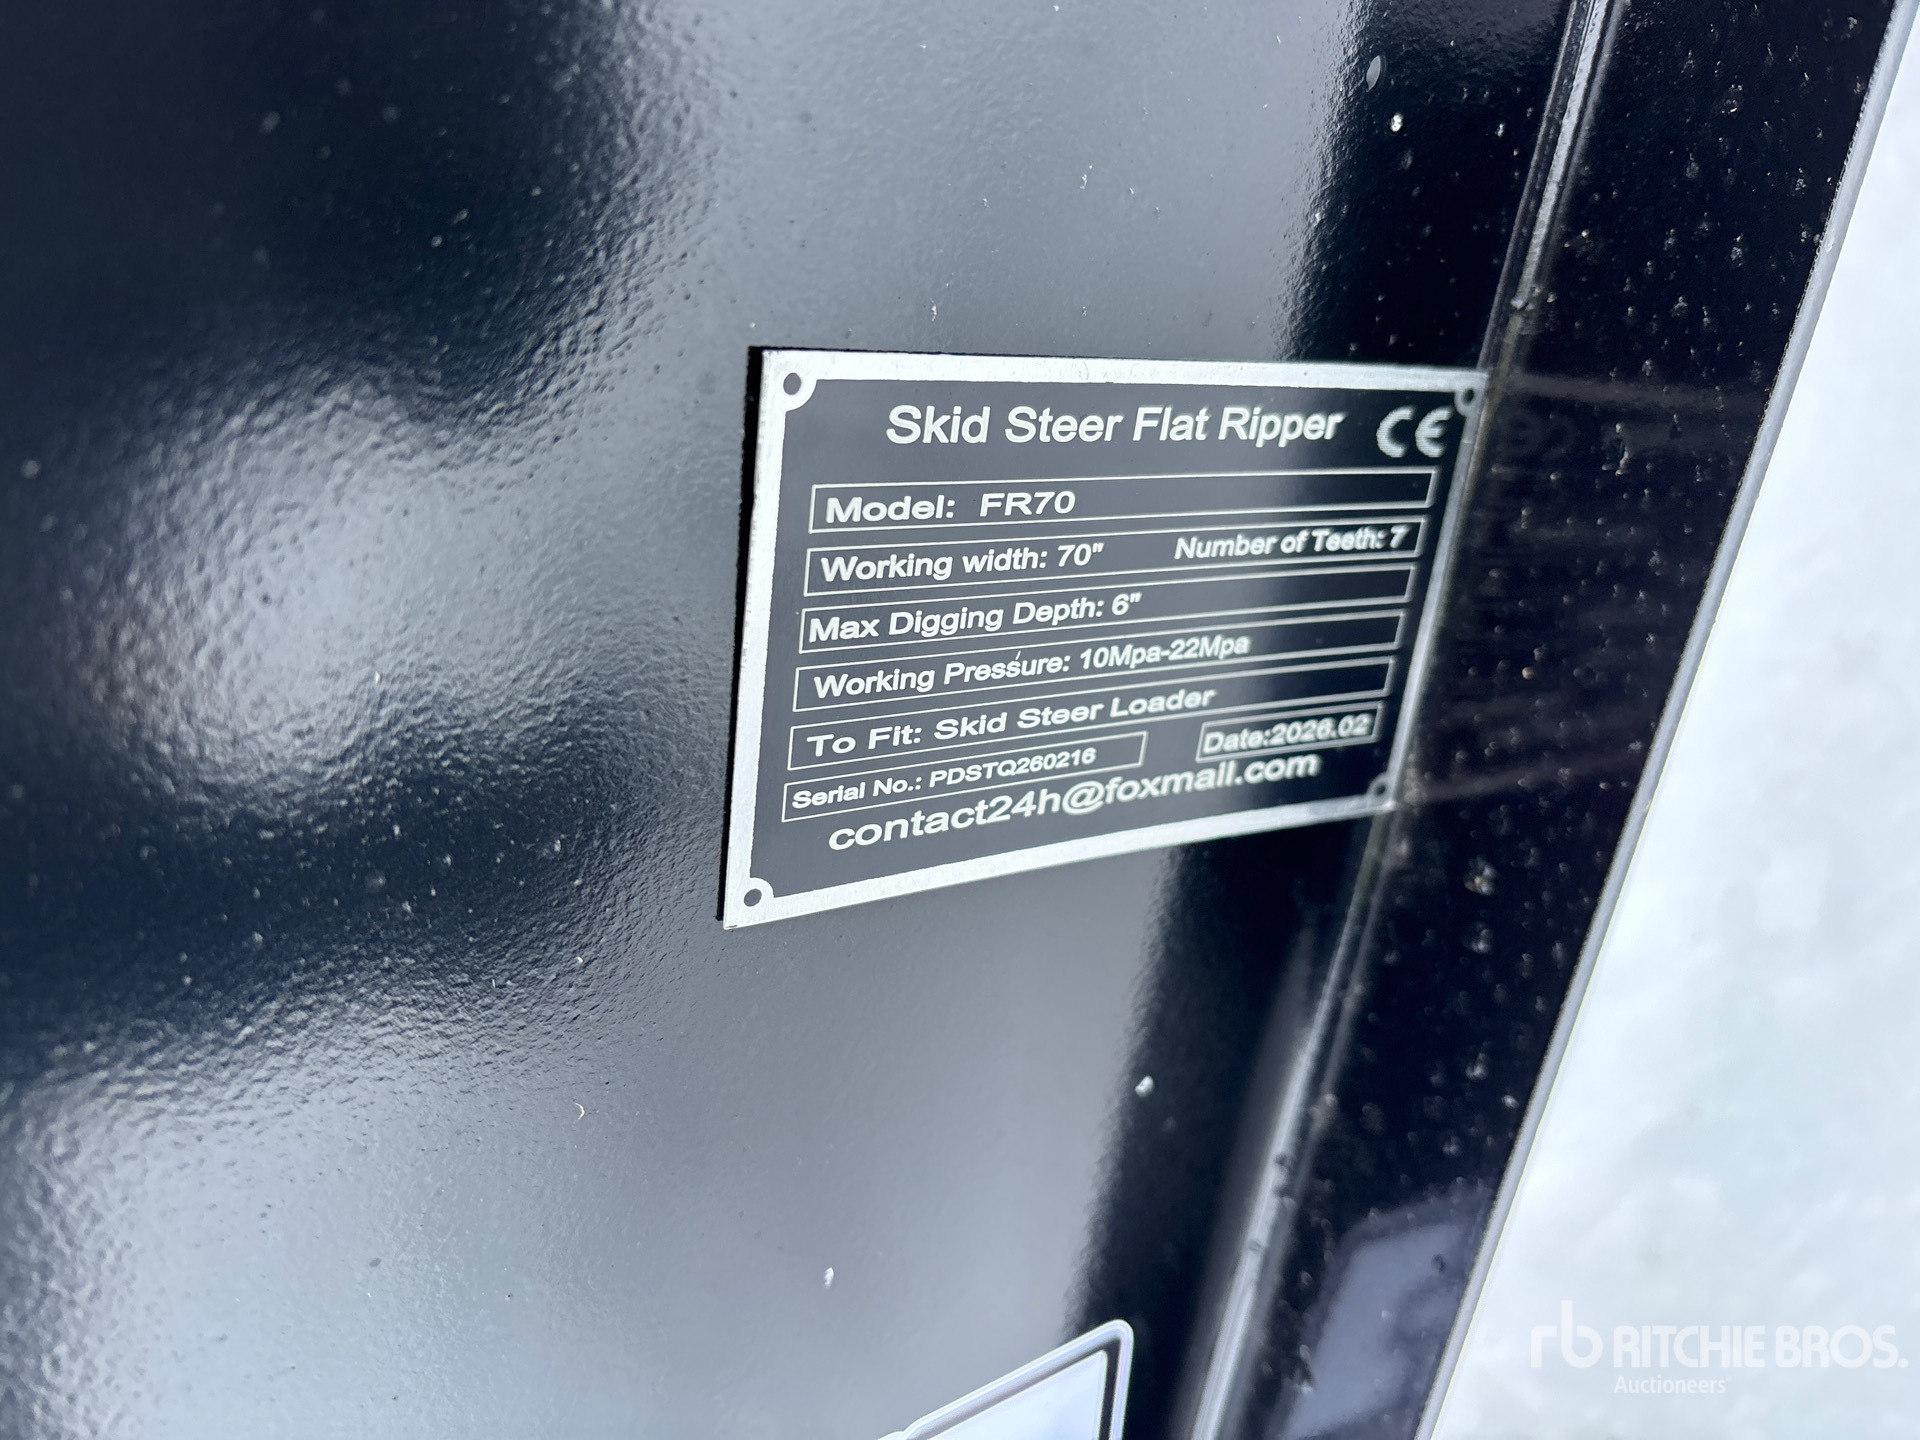 Skid Steer Flat Ripper CE
Model: FR70
Working width: 70" Number of Teeth: 7
Max Digging Depth: 6"
Working Pressure: 10Mpa-22Mpa
To Fit: Skid Steer Loader
Serial No.: PDSTQ260216 Date:2026.02
contact24h@foxmail.com
rb RITCHIE BROS.
Auctioneers